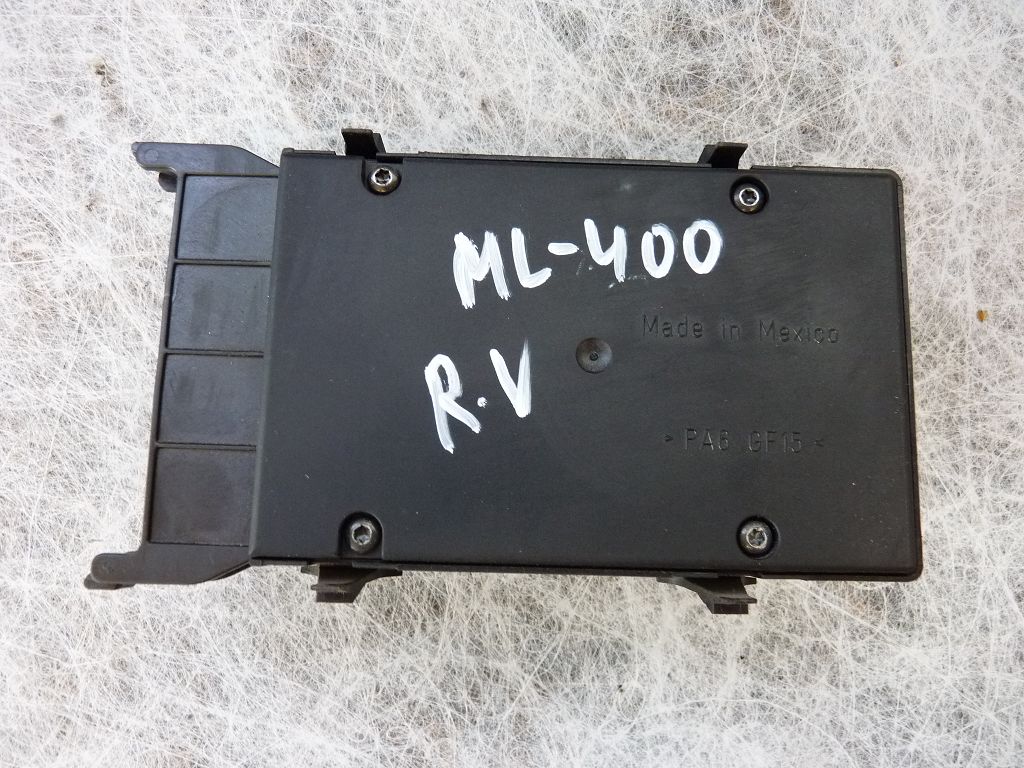 ML-400
Made in Mexico
R.V
> PA6 GF15 <